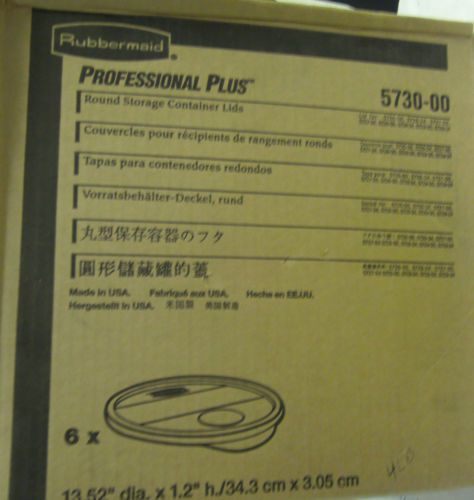 Rubbermaid®
PROFESSIONAL PLUS™
5730-00
Round Storage Container Lids
Couvercles pour récipients de rangement ronds
Tapas para contenedores redondos
Vorratsbehälter-Deckel, rund
丸型保存容器のフタ
圓形儲藏罐的蓋
Made in USA. Fabriqué aux USA. Hecho en EE.UU.
Hergestellt in USA. 米国製 美国製造
6 x
13.52" dia. x 1.2" h./34.3 cm x 3.05 cm